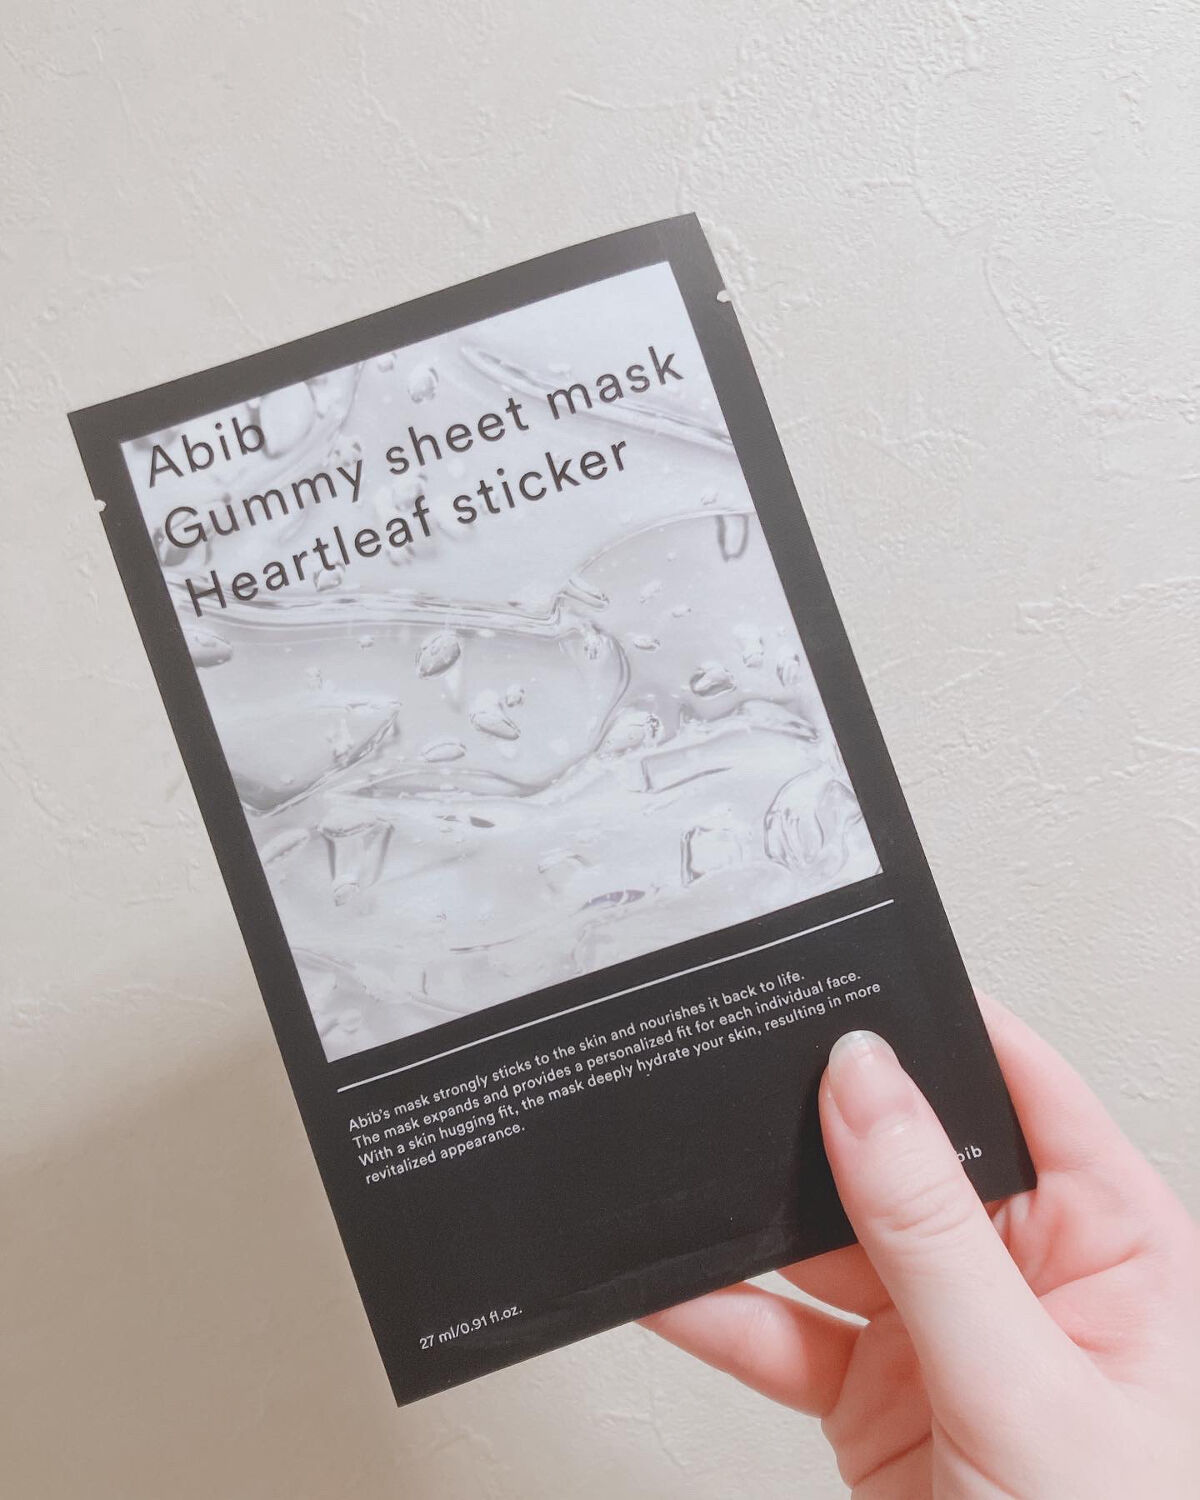 Abib
Gummy sheet mask
Heartleaf sticker
Abib's mask strongly sticks to the skin and nourishes it back to life.
The mask expands and provides a personalized fit for each individual face.
With a skin hugging fit, the mask deeply hydrate your skin, resulting in more
revitalized appearance.
27 ml/0.91 fl.oz.